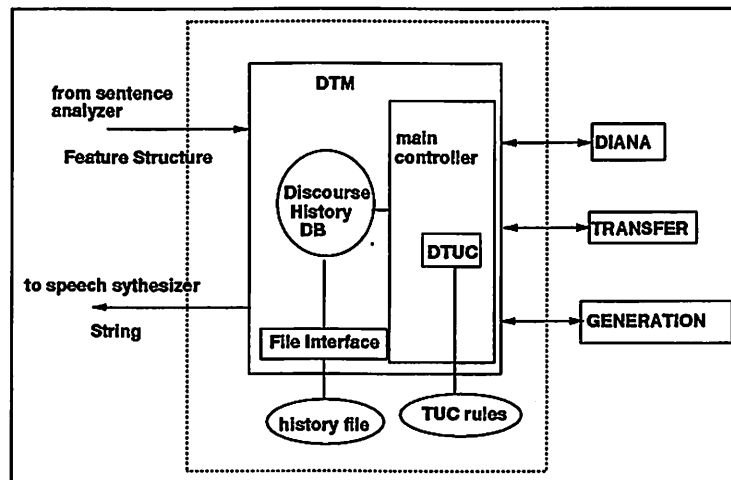 DTM
from sentence
analyzer
Feature Structure
main
controller
DIANA
Discourse
History
DB
TRANSFER
DTUC
to speech sythesizer
String
GENERATION
File Interface
history file
TUC rules